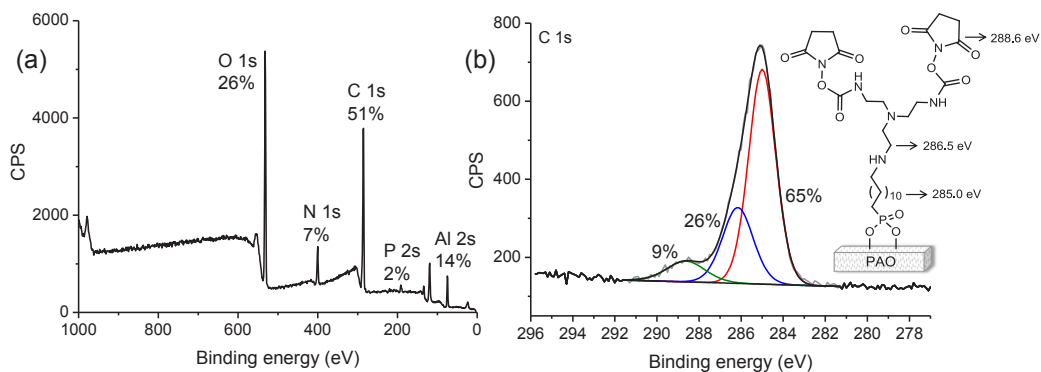 (a)
6000
4000
2000
0
CPS
O 1s
26%
C 1s
51%
N 1s
7%
P 2s
2%
Al 2s
14%
1000 800 600 400 200 0
Binding energy (eV)
(b)
800
600
400
200
CPS
C 1s
9%
26%
65%
296 294 292 290 288 286 284 282 280 278
Binding energy (eV)
O N O
O N O
288.6 eV
O
O
O N H
H N O
N
286.5 eV
HN
10
285.0 eV
P O
O O
PAO